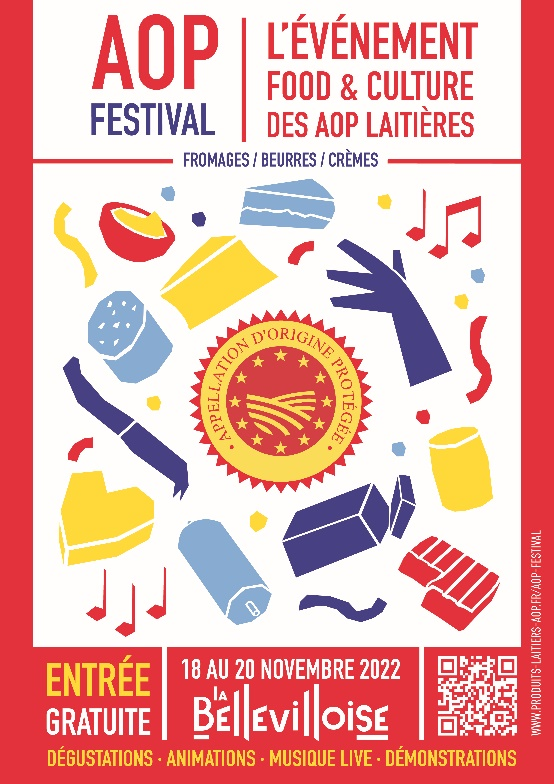 AOP
FESTIVAL
L'ÉVÉNEMENT
FOOD & CULTURE
DES AOP LAITIÈRES
FROMAGES / BEURRES / CRÈMES
APPELLATION D'ORIGINE PROTÉGÉE
ENTRÉE
GRATUITE
18 AU 20 NOVEMBRE 2022
la
Bellevilloise
DÉGUSTATIONS · ANIMATIONS · MUSIQUE LIVE · DÉMONSTRATIONS
WWW.PRODUITS-LAITIERS-AOP.FR/AOP-FESTIVAL